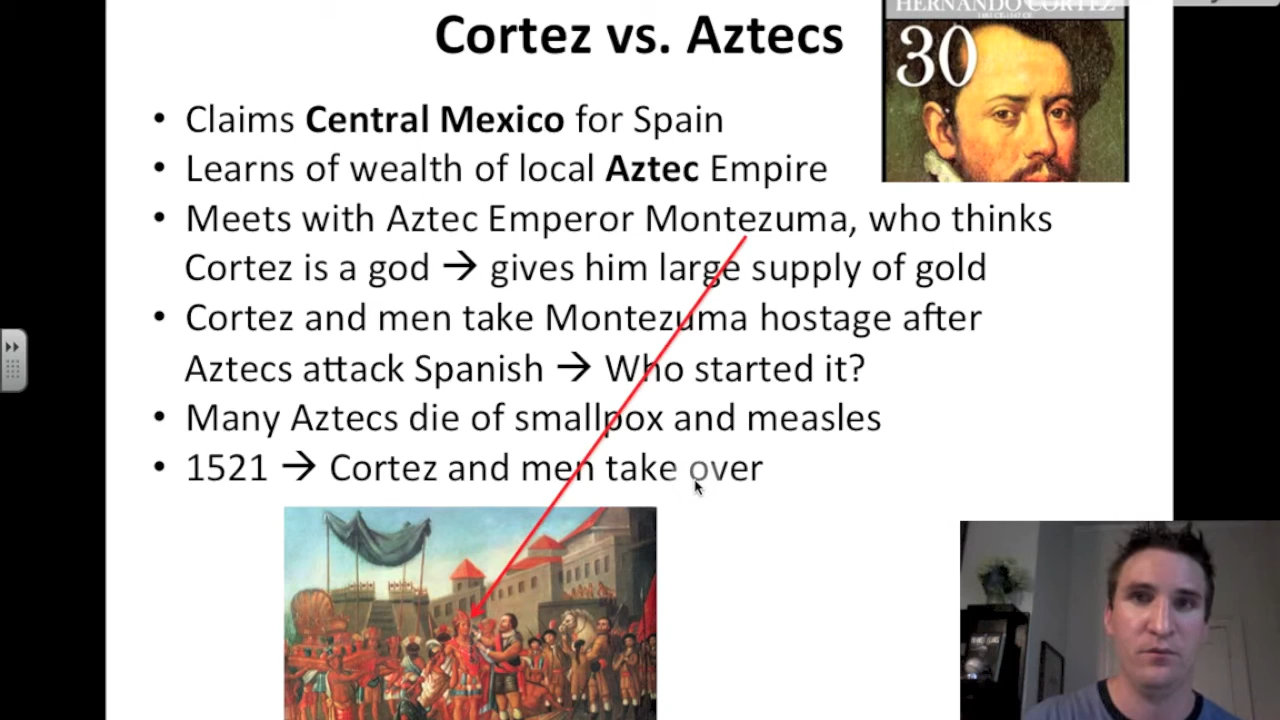 Cortez vs. Aztecs
HERNANDO CORTEZ
30
• Claims Central Mexico for Spain
• Learns of wealth of local Aztec Empire
• Meets with Aztec Emperor Montezuma, who thinks
Cortez is a god → gives him large supply of gold
• Cortez and men take Montezuma hostage after
Aztecs attack Spanish → Who started it?
• Many Aztecs die of smallpox and measles
• 1521 → Cortez and men take over